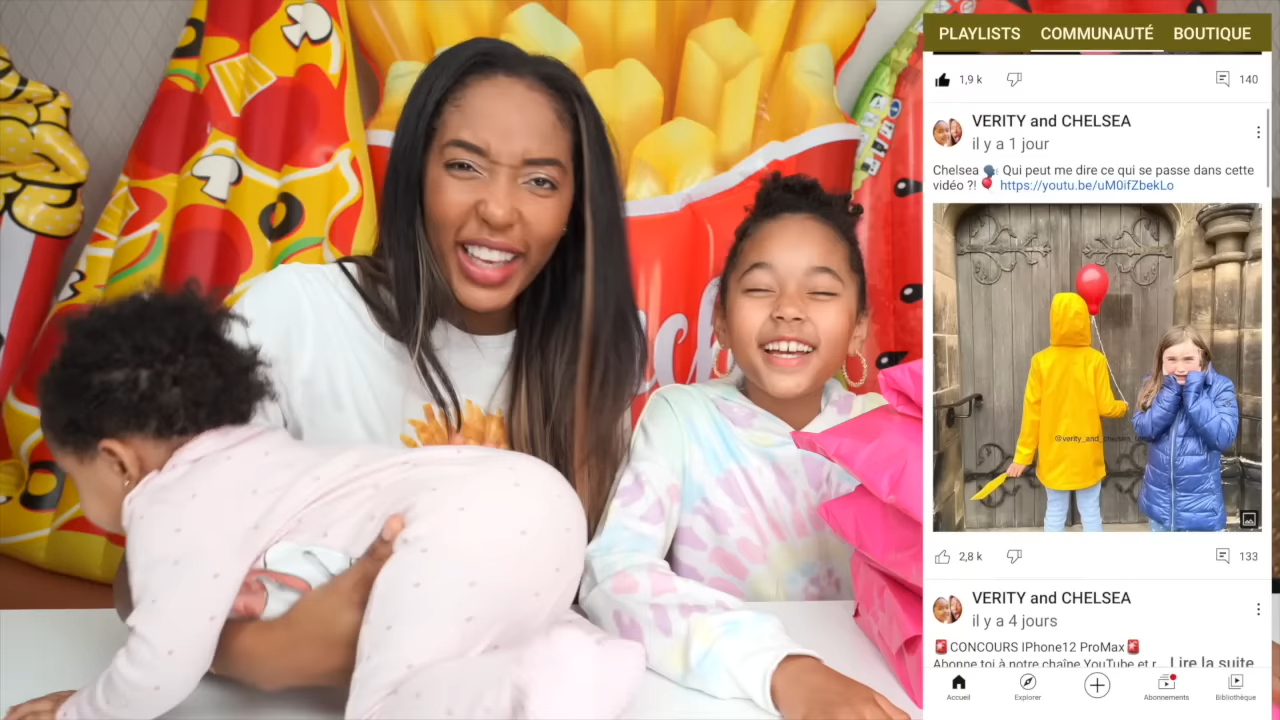 PLAYLISTS COMMUNAUTÉ BOUTIQUE
1,9 k 140
VERITY and CHELSEA
il y a 1 jour
Chelsea 🗣️ Qui peut me dire ce qui se passe dans cette
vidéo ?! 🎈 https://youtu.be/uM0ifZbekLo
2,8 k 133
VERITY and CHELSEA
il y a 4 jours
🚨CONCOURS IPhone12 ProMax🚨
Abonne toi à notre chaîne YouTube et r... Lire la suite
Accueil Explorer Abonnements Bibliothèque